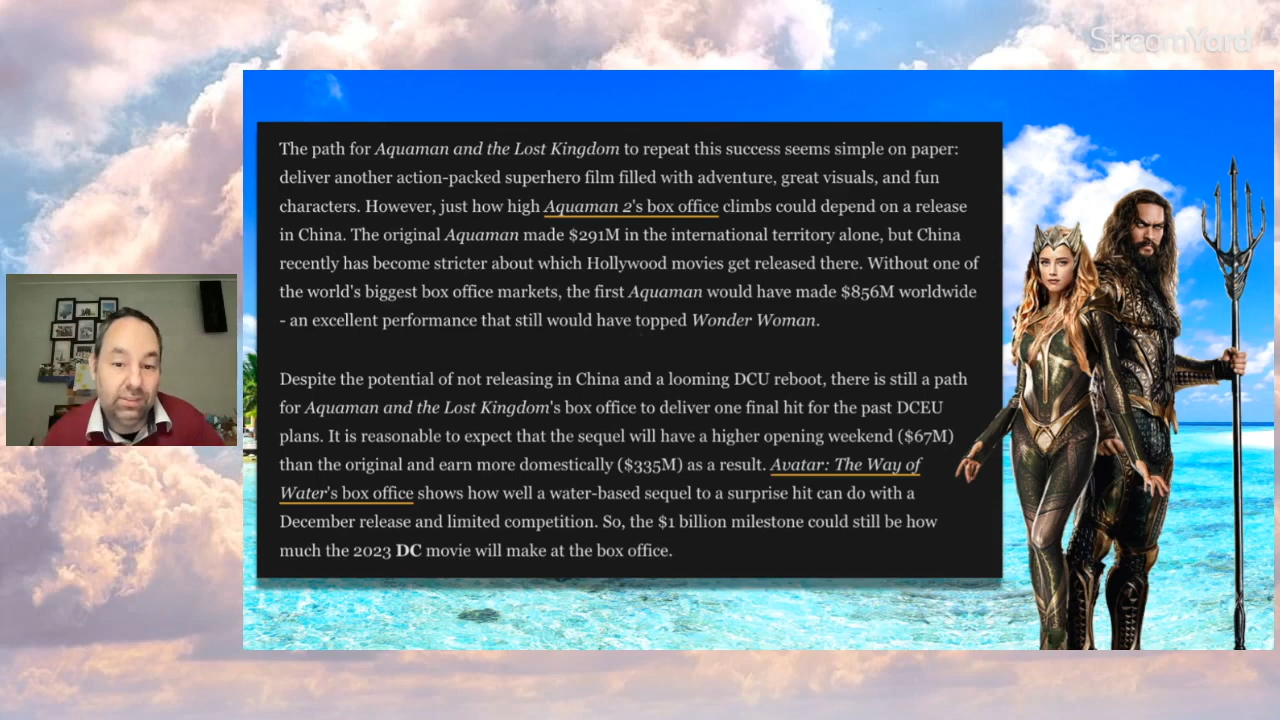 StreamYard
The path for Aquaman and the Lost Kingdom to repeat this success seems simple on paper:
deliver another action-packed superhero film filled with adventure, great visuals, and fun
characters. However, just how high Aquaman 2's box office climbs could depend on a release
in China. The original Aquaman made $291M in the international territory alone, but China
recently has become stricter about which Hollywood movies get released there. Without one of
the world's biggest box office markets, the first Aquaman would have made $856M worldwide
- an excellent performance that still would have topped Wonder Woman.
Despite the potential of not releasing in China and a looming DCU reboot, there is still a path
for Aquaman and the Lost Kingdom's box office to deliver one final hit for the past DCEU
plans. It is reasonable to expect that the sequel will have a higher opening weekend ($67M)
than the original and earn more domestically ($335M) as a result. Avatar: The Way of
Water's box office shows how well a water-based sequel to a surprise hit can do with a
December release and limited competition. So, the $1 billion milestone could still be how
much the 2023 DC movie will make at the box office.